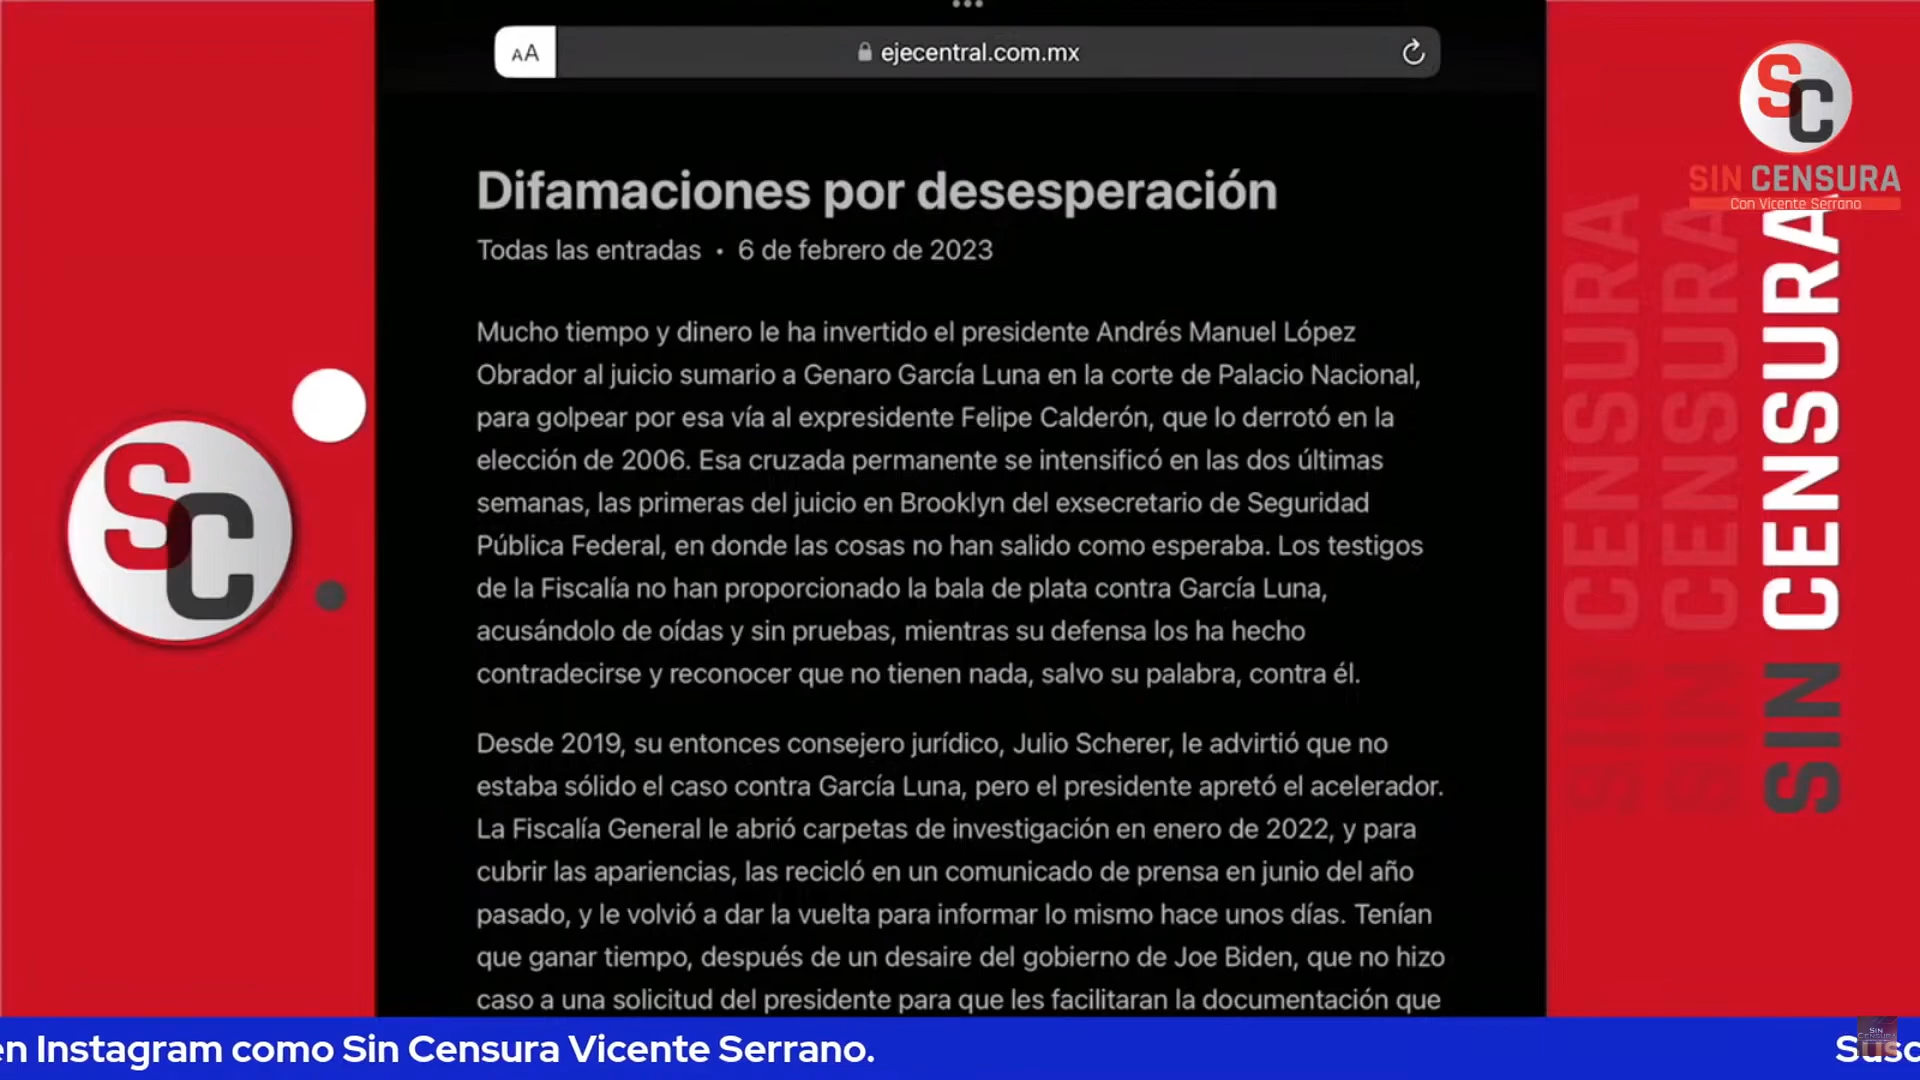 AA
ejecentral.com.mx
SC
SIN CENSURA
Con Vicente Serrano
Difamaciones por desesperación
Todas las entradas • 6 de febrero de 2023
Mucho tiempo y dinero le ha invertido el presidente Andrés Manuel López
Obrador al juicio sumario a Genaro García Luna en la corte de Palacio Nacional,
para golpear por esa vía al expresidente Felipe Calderón, que lo derrotó en la
elección de 2006. Esa cruzada permanente se intensificó en las dos últimas
semanas, las primeras del juicio en Brooklyn del exsecretario de Seguridad
Pública Federal, en donde las cosas no han salido como esperaba. Los testigos
de la Fiscalía no han proporcionado la bala de plata contra García Luna,
acusándolo de oídas y sin pruebas, mientras su defensa los ha hecho
contradecirse y reconocer que no tienen nada, salvo su palabra, contra él.
Desde 2019, su entonces consejero jurídico, Julio Scherer, le advirtió que no
estaba sólido el caso contra García Luna, pero el presidente apretó el acelerador.
La Fiscalía General le abrió carpetas de investigación en enero de 2022, y para
cubrir las apariencias, las recicló en un comunicado de prensa en junio del año
pasado, y le volvió a dar la vuelta para informar lo mismo hace unos días. Tenían
que ganar tiempo, después de un desaire del gobierno de Joe Biden, que no hizo
caso a una solicitud del presidente para que les facilitaran la documentación que
SC
SIN CENSURA
SIN CENSURA
SIN CENSURA
en Instagram como Sin Censura Vicente Serrano.
Susc